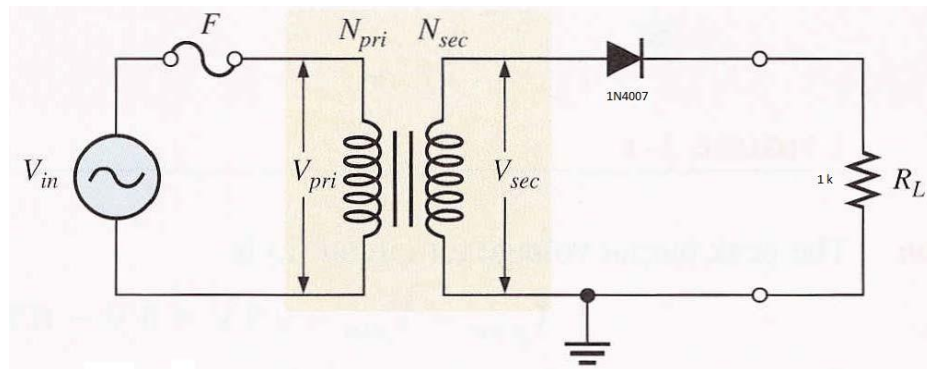 F
N_pri N_sec
1N4007
V_in
V_pri
V_sec
1 k
R_L